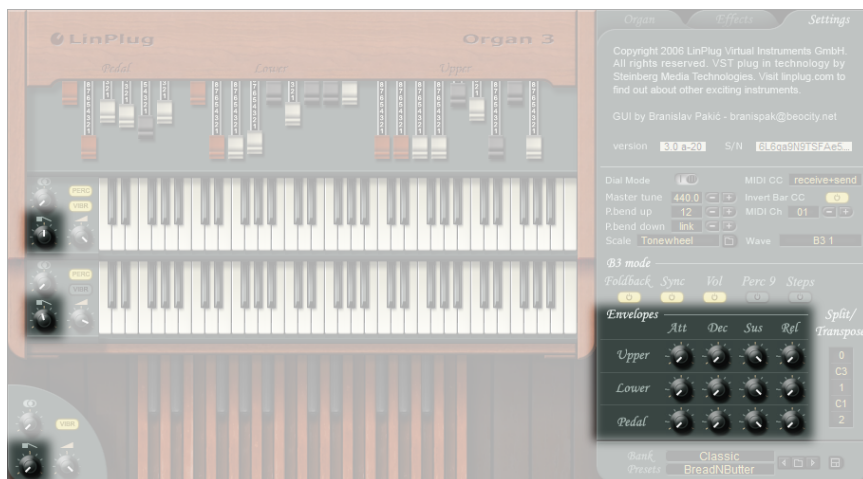 LinPlug Organ 3
Pedal Lower Upper
PERC
VIBR
PERC
VIBR
VIBR
Organ Effects Settings
Copyright 2006 LinPlug Virtual Instruments GmbH.
All rights reserved. VST plug in technology by
Steinberg Media Technologies. Visit linplug.com to
find out about other exciting instruments.
GUI by Branislav Pakić - branispak@beocity.net
version 3.0 a-20 S/N 6L6qa9N9TSFAe5...
Dial Mode MIDI CC receive+send
Master tune 440.0 - + Invert Bar CC
P.bend up 12 - + MIDI Ch 01 - +
P.bend down link - +
Scale Tonewheel Wave B3 1
B3 mode
Foldback Sync Vol Perc 9 Steps
Envelopes Att Dec Sus Rel Split/
Transpose
Upper 0
C3
Lower 1
C1
Pedal 2
Bank Classic
Presets BreadNButter